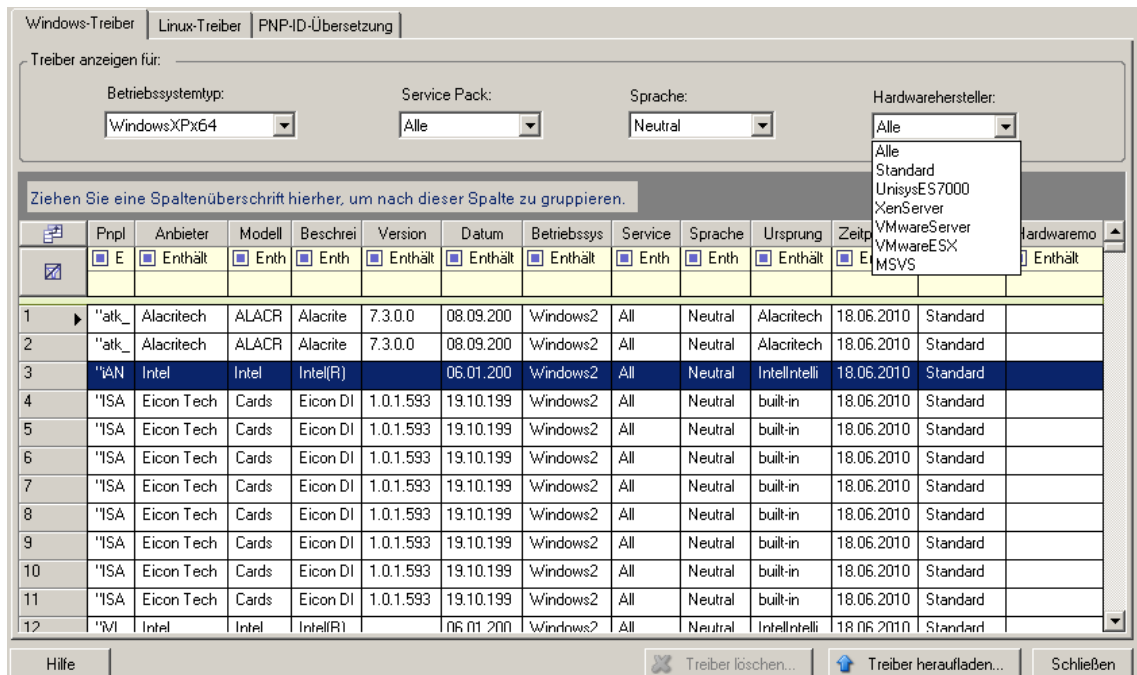 Windows-Treiber Linux-Treiber PNP-ID-Übersetzung
Treiber anzeigen für:
Betriebssystemtyp: Service Pack: Sprache: Hardwarehersteller:
WindowsXPx64 Alle Neutral Alle
Alle
Standard
UnisysES7000
XenServer
VMwareServer
VMwareESX
MSVS
Ziehen Sie eine Spaltenüberschrift hierher, um nach dieser Spalte zu gruppieren.
PnpI Anbieter Modell Beschrei Version Datum Betriebssys Service Sprache Ursprung Zeitp Hardwaremo
E Enthält Enth Enth Enthält Enthält Enthält Enth Enth Enthält Enthält
1 "atk_ Alacritech ALACR Alacrite 7.3.0.0 08.09.200 Windows2 All Neutral Alacritech 18.06.2010 Standard
2 "atk_ Alacritech ALACR Alacrite 7.3.0.0 08.09.200 Windows2 All Neutral Alacritech 18.06.2010 Standard
3 "iAN Intel Intel Intel(R) 06.01.200 Windows2 All Neutral IntelIntelli 18.06.2010 Standard
4 "ISA Eicon Tech Cards Eicon DI 1.0.1.593 19.10.199 Windows2 All Neutral built-in 18.06.2010 Standard
5 "ISA Eicon Tech Cards Eicon DI 1.0.1.593 19.10.199 Windows2 All Neutral built-in 18.06.2010 Standard
6 "ISA Eicon Tech Cards Eicon DI 1.0.1.593 19.10.199 Windows2 All Neutral built-in 18.06.2010 Standard
7 "ISA Eicon Tech Cards Eicon DI 1.0.1.593 19.10.199 Windows2 All Neutral built-in 18.06.2010 Standard
8 "ISA Eicon Tech Cards Eicon DI 1.0.1.593 19.10.199 Windows2 All Neutral built-in 18.06.2010 Standard
9 "ISA Eicon Tech Cards Eicon DI 1.0.1.593 19.10.199 Windows2 All Neutral built-in 18.06.2010 Standard
10 "ISA Eicon Tech Cards Eicon DI 1.0.1.593 19.10.199 Windows2 All Neutral built-in 18.06.2010 Standard
11 "ISA Eicon Tech Cards Eicon DI 1.0.1.593 19.10.199 Windows2 All Neutral built-in 18.06.2010 Standard
12 Intel Intel Intel(R) 06.01.200 Windows2 All Neutral IntelIntelli 18.06.2010 Standard
Hilfe Treiber löschen... Treiber heraufladen... Schließen